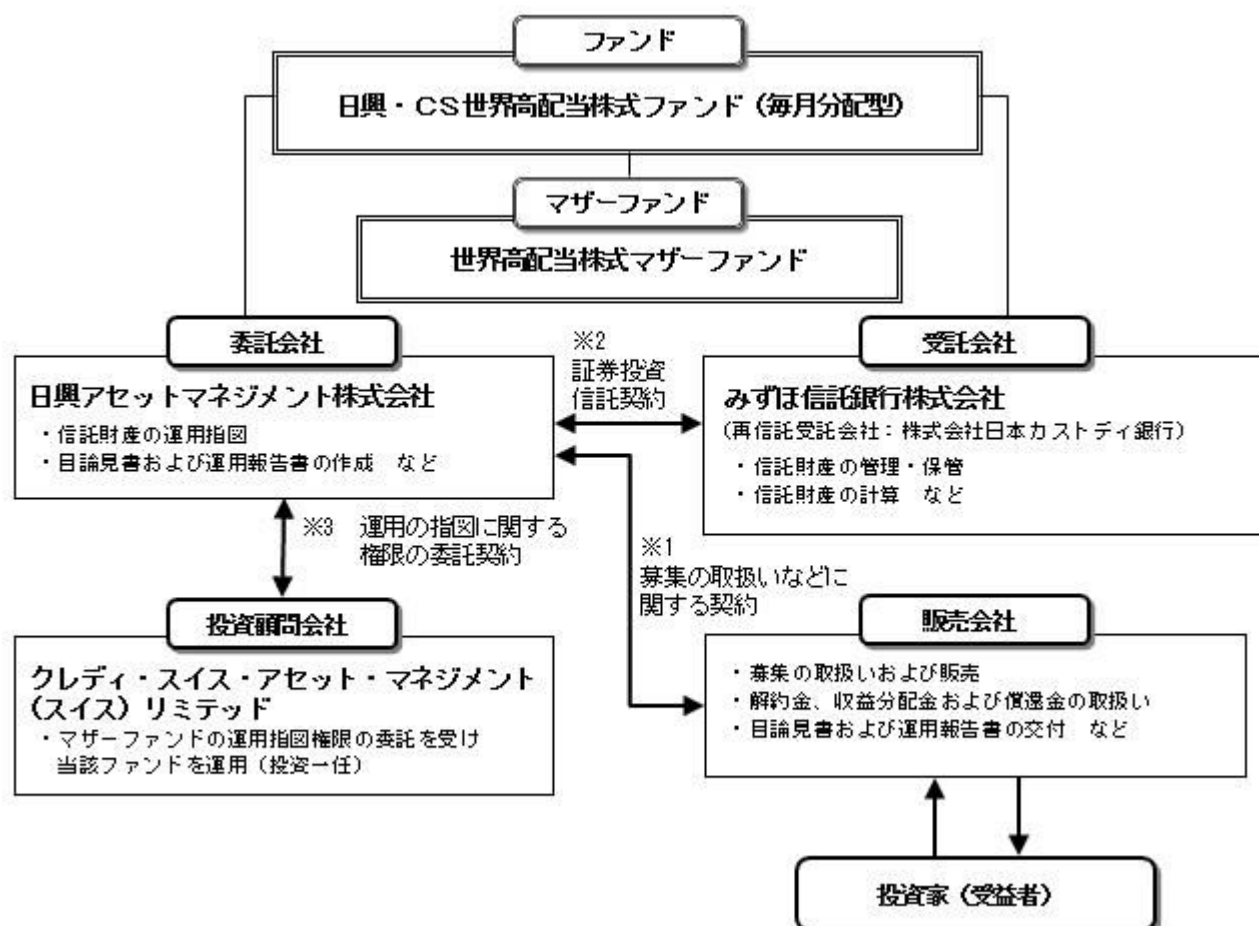 ファンド
日興・CS世界高配当株式ファンド(毎月分配型)
マザーファンド
世界高配当株式マザーファンド
委託会社
日興アセットマネジメント株式会社
・信託財産の運用指図
・目論見書および運用報告書の作成 など
※2
証券投資
信託契約
受託会社
みずほ信託銀行株式会社
(再信託受託会社:株式会社日本カストディ銀行)
・信託財産の管理・保管
・信託財産の計算 など
※3 運用の指図に関する
権限の委託契約
※1
募集の取扱いなどに
関する契約
投資顧問会社
クレディ・スイス・アセット・マネジメント
(スイス)リミテッド
・マザーファンドの運用指図権限の委託を受け
当該ファンドを運用(投資一任)
販売会社
・募集の取扱いおよび販売
・解約金、収益分配金および償還金の取扱い
・目論見書および運用報告書の交付 など
投資家(受益者)